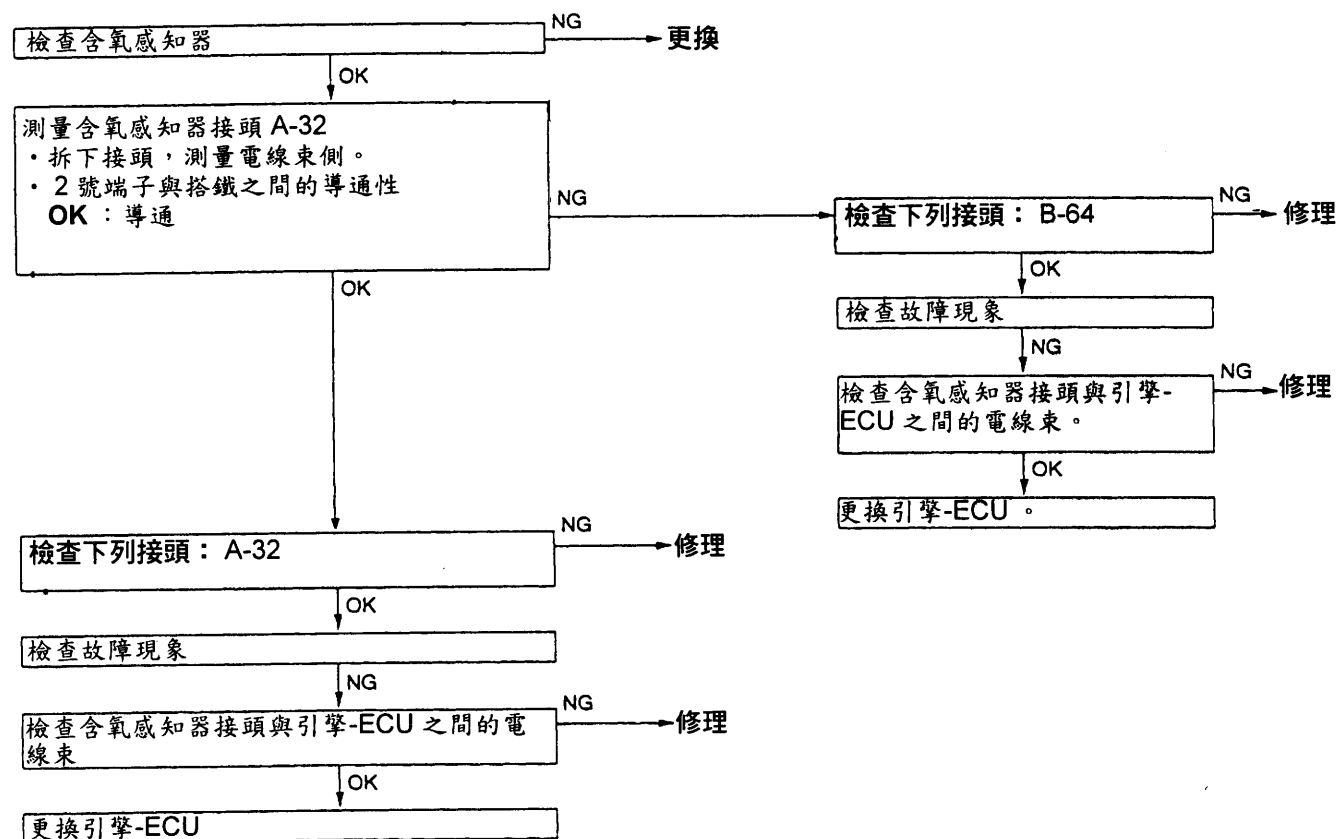 檢查含氧感知器
NG
更換
OK
測量含氧感知器接頭 A-32
・拆下接頭，測量電線束側。
・2 號端子與搭鐵之間的導通性
OK：導通
NG
檢查下列接頭： B-64
NG
修理
OK
檢查故障現象
NG
檢查含氧感知器接頭與引擎-
ECU 之間的電線束。
NG
修理
OK
更換引擎-ECU 。
OK
檢查下列接頭： A-32
NG
修理
OK
檢查故障現象
NG
檢查含氧感知器接頭與引擎-ECU 之間的電
線束
NG
修理
OK
更換引擎-ECU